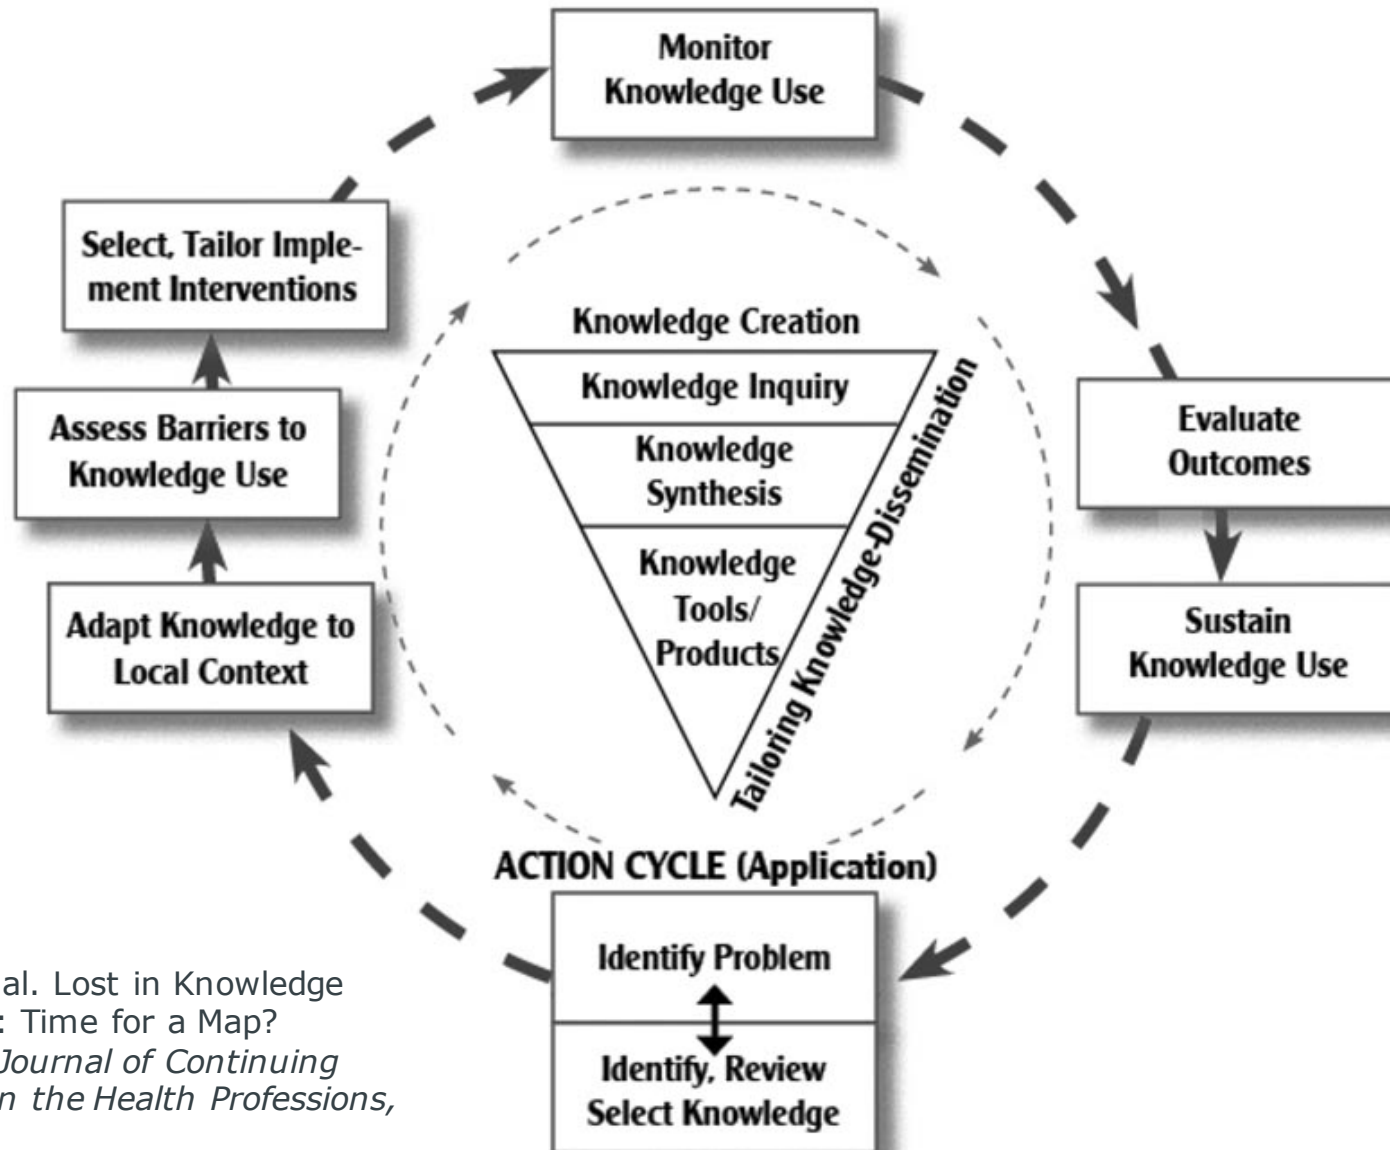 Monitor
Knowledge Use
Select, Tailor Imple-
ment Interventions
Knowledge Creation
Knowledge Inquiry
Knowledge
Synthesis
Knowledge
Tools/
Products
Tailoring Knowledge-Dissemination
Assess Barriers to
Knowledge Use
Adapt Knowledge to
Local Context
Evaluate
Outcomes
Sustain
Knowledge Use
ACTION CYCLE (Application)
Identify Problem
Identify, Review
Select Knowledge
al. Lost in Knowledge
: Time for a Map?
Journal of Continuing
n the Health Professions,